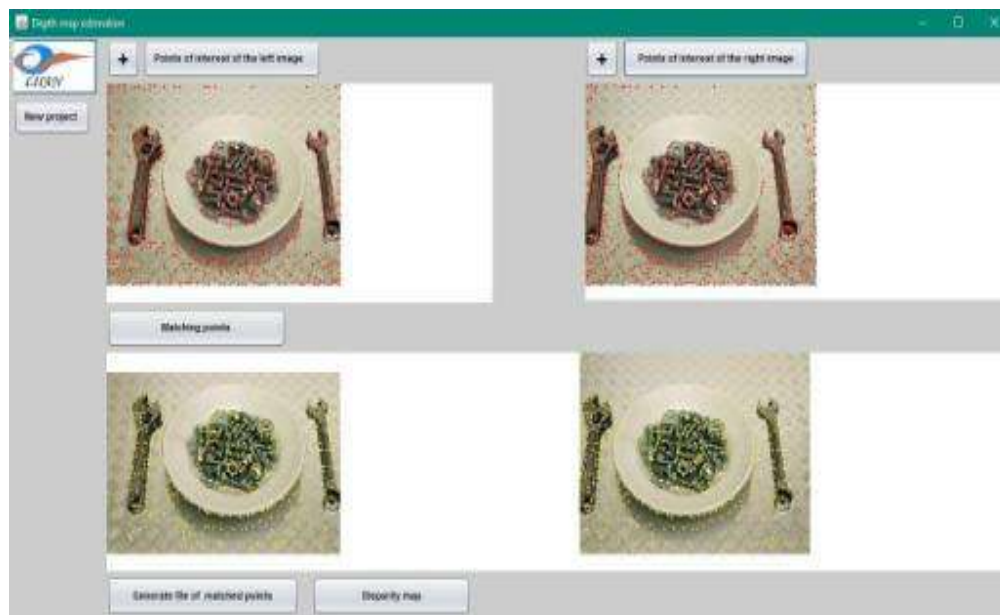 Depth map estimation
LIIAN
+ Points of interest of the left image
+ Points of interest of the right image
New project
Matching points
Generate file of matched points
Disparity map